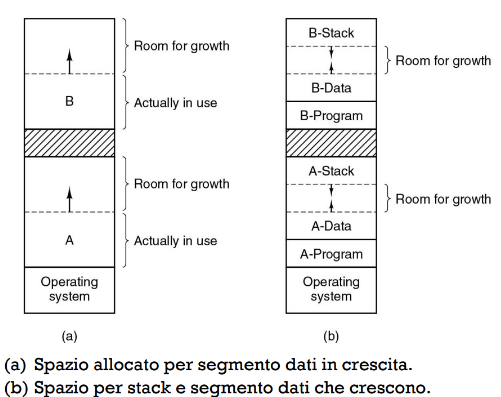 Room for growth
B
Actually in use
Room for growth
A
Actually in use
Operating
system
(a)
B-Stack
Room for growth
B-Data
B-Program
A-Stack
Room for growth
A-Data
A-Program
Operating
system
(b)
(a) Spazio allocato per segmento dati in crescita.
(b) Spazio per stack e segmento dati che crescono.